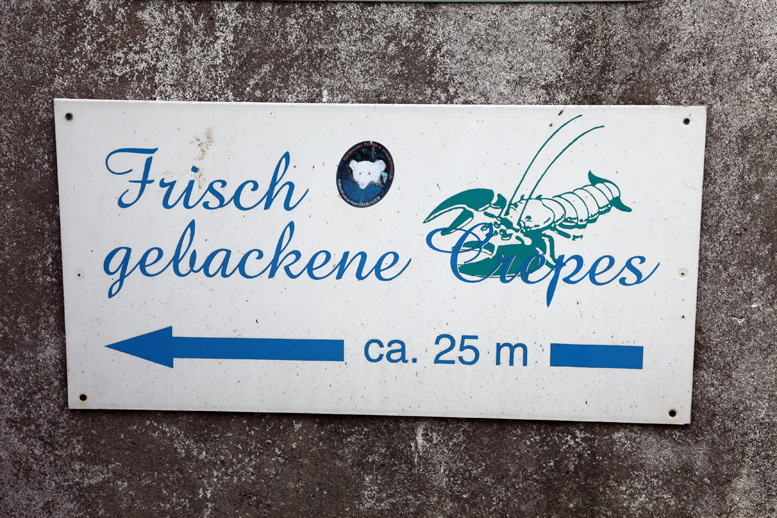 Frisch
gebackene Crepes
ca. 25 m